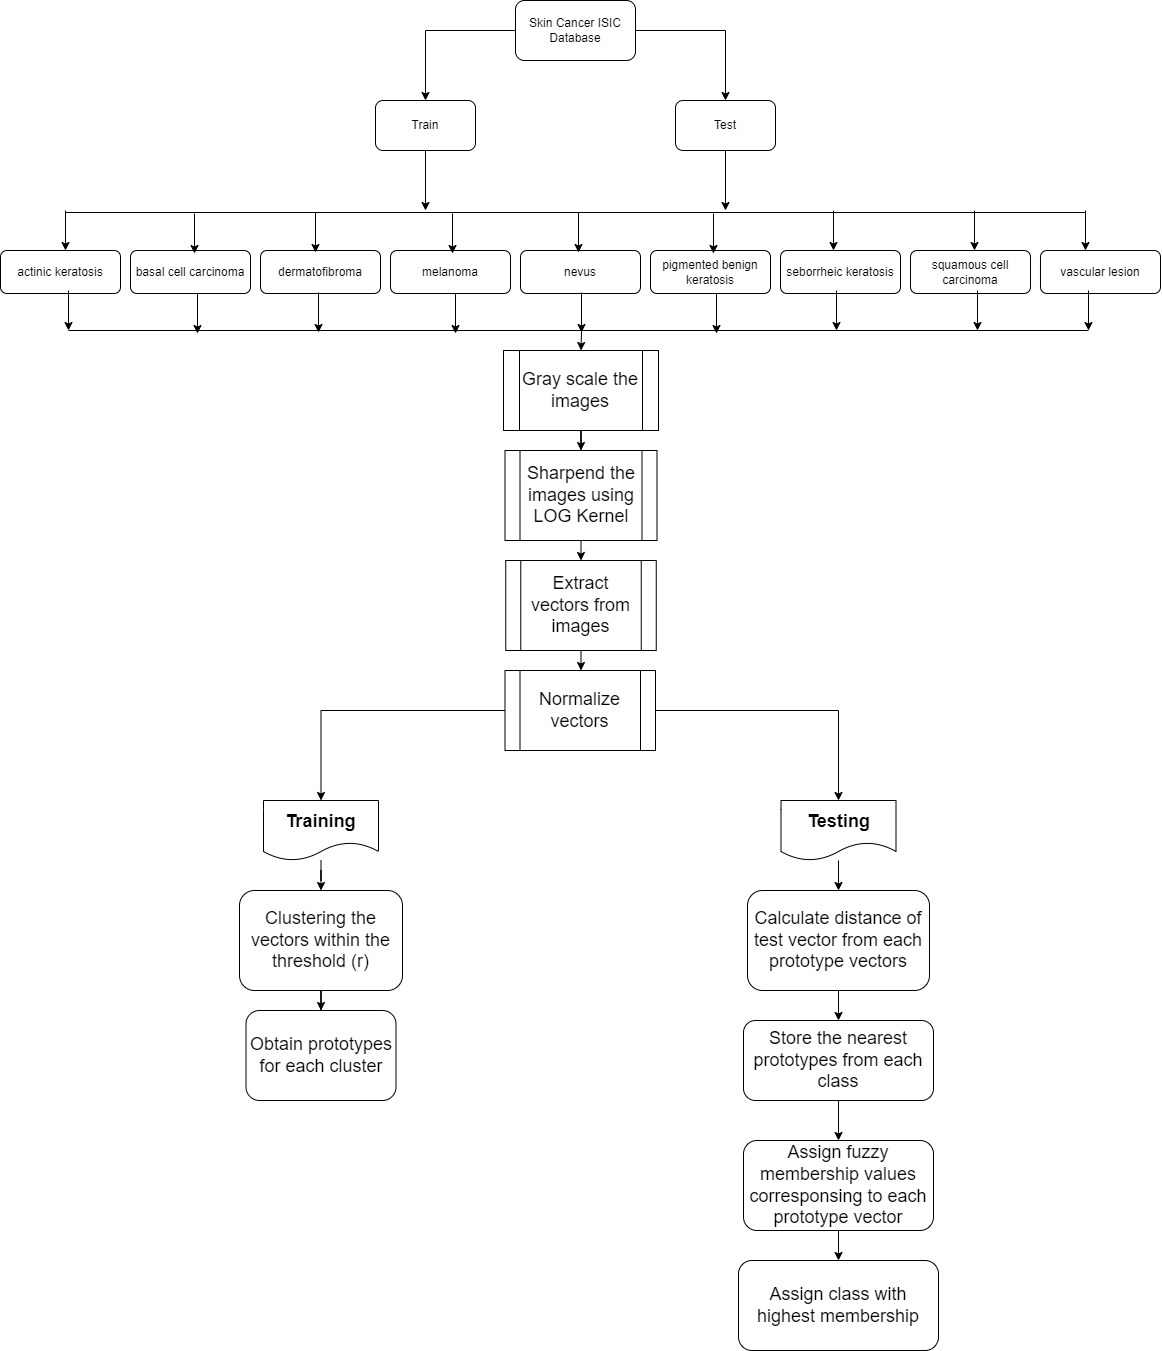 Skin Cancer ISIC
Database
Train
Test
actinic keratosis
basal cell carcinoma
dermatofibroma
melanoma
nevus
pigmented benign
keratosis
seborrheic keratosis
squamous cell
carcinoma
vascular lesion
Gray scale the
images
Sharpend the
images using
LOG Kernel
Extract
vectors from
images
Normalize
vectors
Training
Clustering the
vectors within the
threshold (r)
Obtain prototypes
for each cluster
Testing
Calculate distance of
test vector from each
prototype vectors
Store the nearest
prototypes from each
class
Assign fuzzy
membership values
corresponsing to each
prototype vector
Assign class with
highest membership